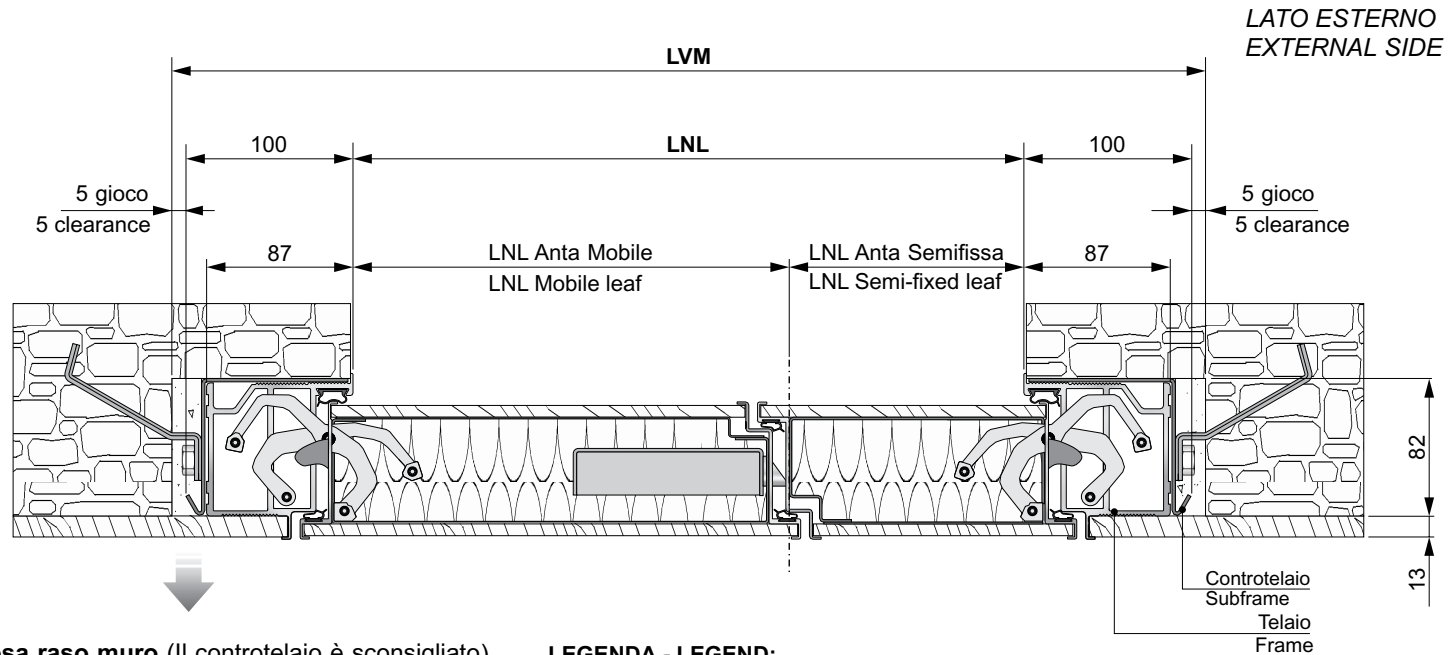 LATO ESTERNO
EXTERNAL SIDE
LVM
100
LNL
100
5 gioco
5 clearance
5 gioco
5 clearance
87
LNL Anta Mobile
LNL Mobile leaf
LNL Anta Semifissa
LNL Semi-fixed leaf
87
82
13
Controtelaio
Subframe
Telaio
Frame
raso muro (Il controtelaio è sconsigliato)
LEGENDA - LEGEND: